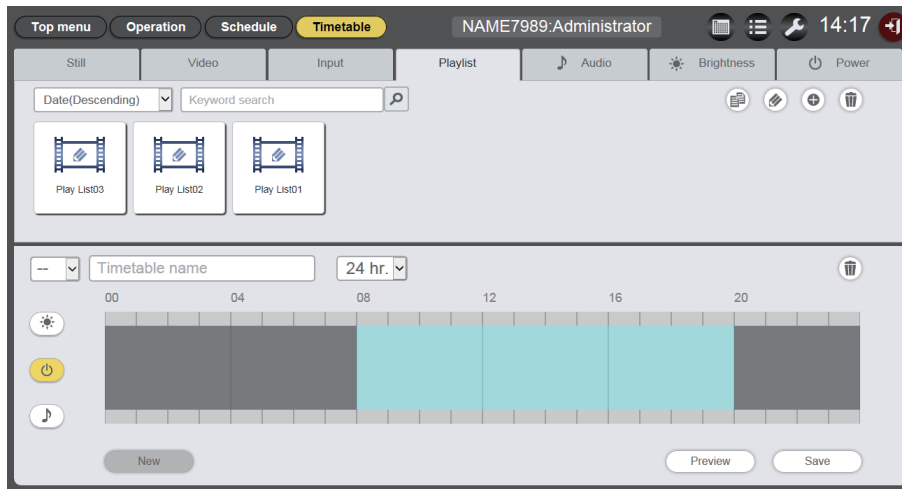 Top menu Operation Schedule Timetable NAME7989:Administrator 14:17
Still Video Input Playlist Audio Brightness Power
Date(Descending) Keyword search
Play List03 Play List02 Play List01
-- Timetable name 24 hr.
00 04 08 12 16 20
New Preview Save